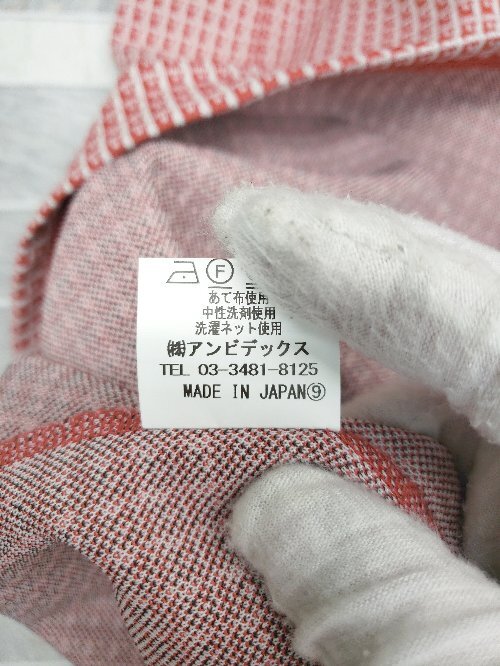 F
あて布使用
中性洗剤使用
洗濯ネット使用
㈱アンビデックス
TEL 03-3481-8125
MADE IN JAPAN⑨